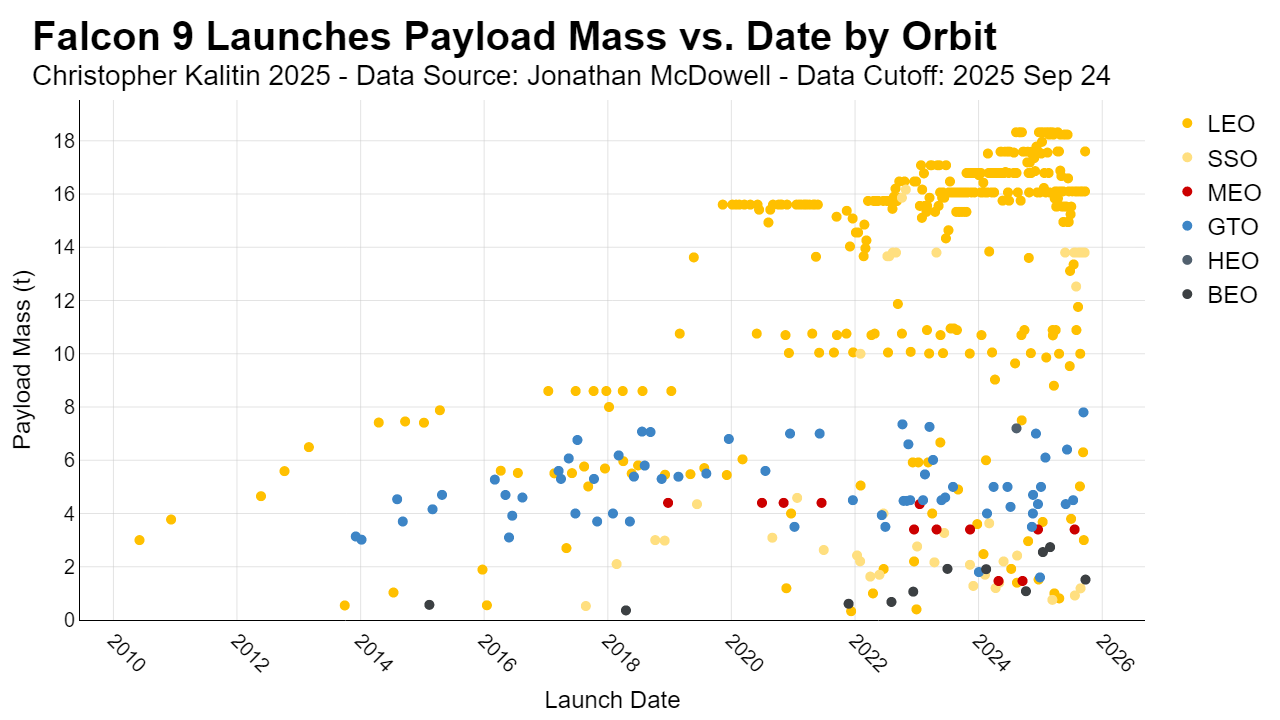 Falcon 9 Launches Payload Mass vs. Date by Orbit
Christopher Kalitin 2025 - Data Source: Jonathan McDowell - Data Cutoff: 2025 Sep 24
LEO
SSO
MEO
GTO
HEO
BEO
Payload Mass (t)
18
16
14
12
10
8
6
4
2
0
2010
2012
2014
2016
2018
2020
2022
2024
2026
Launch Date